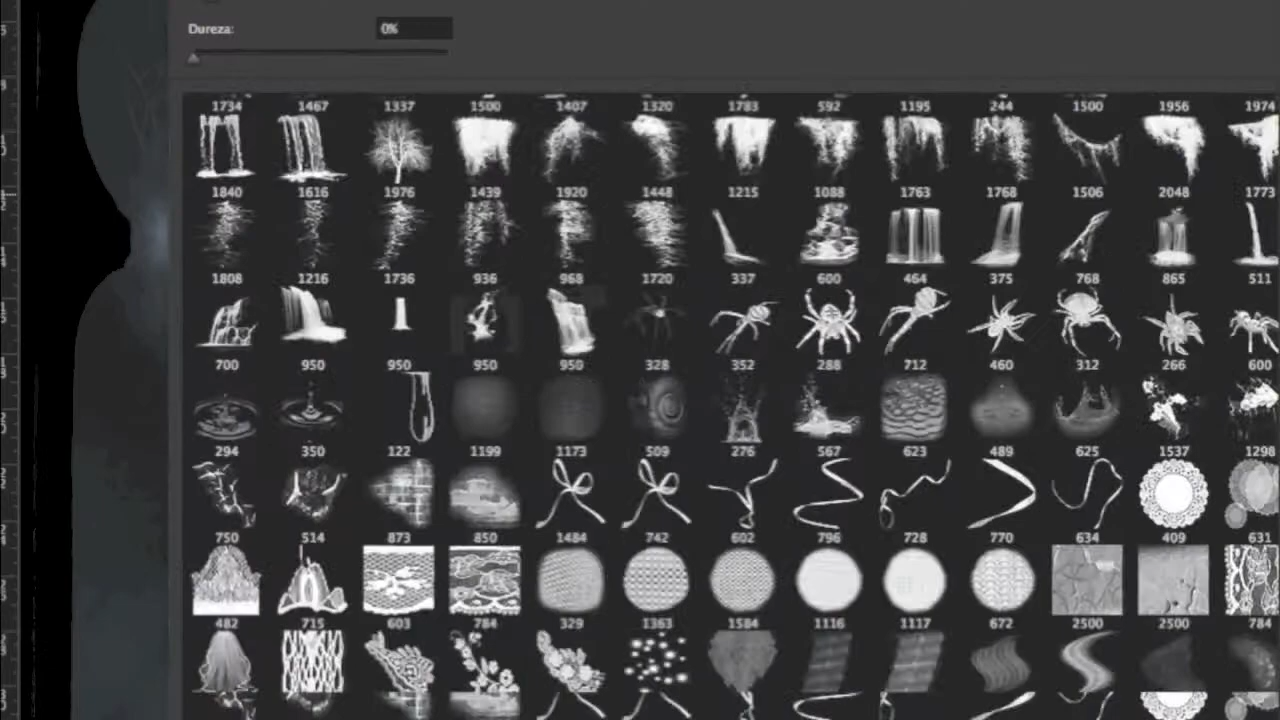 Dureza: 0%
1734 1467 1337 1500 1407 1320 1783 592 1195 244 1500 1956 1974
1840 1616 1976 1439 1920 1448 1215 1088 1763 1768 1506 2048 1773
1808 1216 1736 936 968 1720 337 600 464 375 768 865 511
700 950 950 950 950 328 352 288 712 460 312 266 600
294 350 122 1199 1173 509 276 567 623 489 625 1537 1298
750 514 873 850 1484 742 602 796 728 770 634 409 631
482 715 603 784 329 1363 1584 1116 1117 672 2500 2500 784